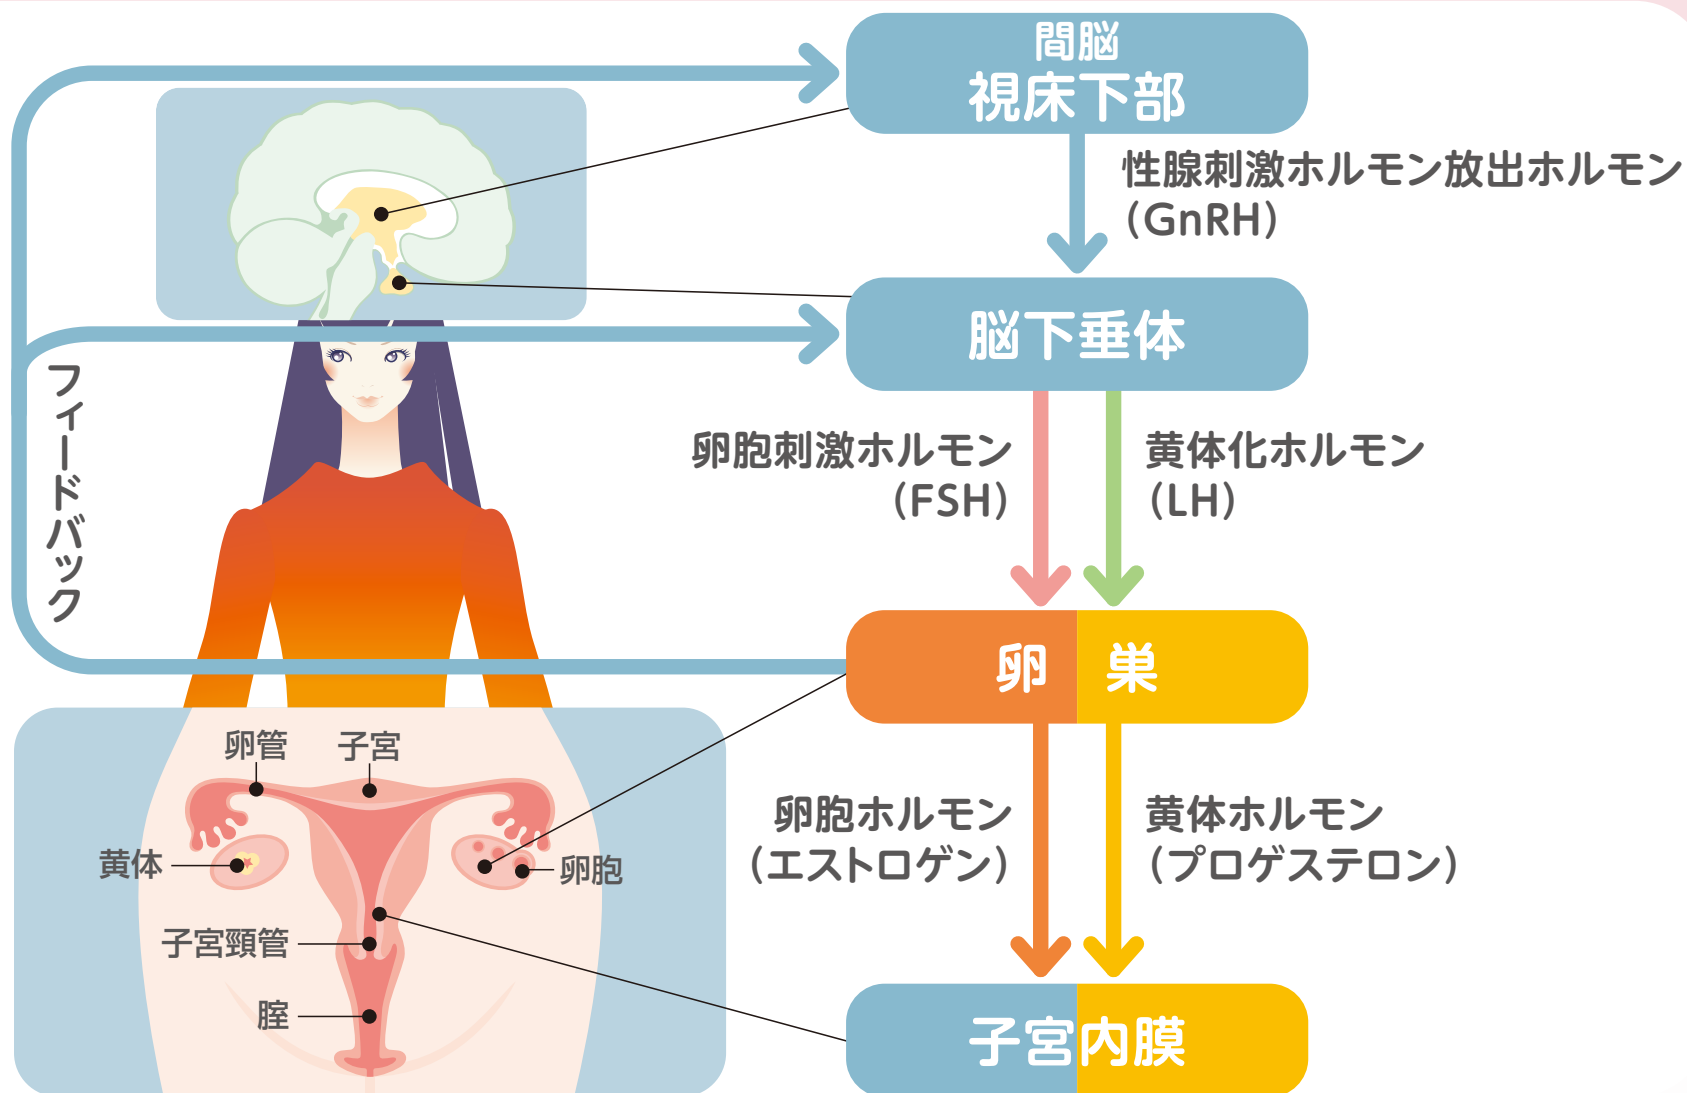 間脳
視床下部
性腺刺激ホルモン放出ホルモン
(GnRH)
脳下垂体
フィードバック
卵胞刺激ホルモン
(FSH)
黄体化ホルモン
(LH)
卵巣
卵管
子宮
黄体
卵胞
子宮頸管
腟
卵胞ホルモン
(エストロゲン)
黄体ホルモン
(プロゲステロン)
子宮内膜